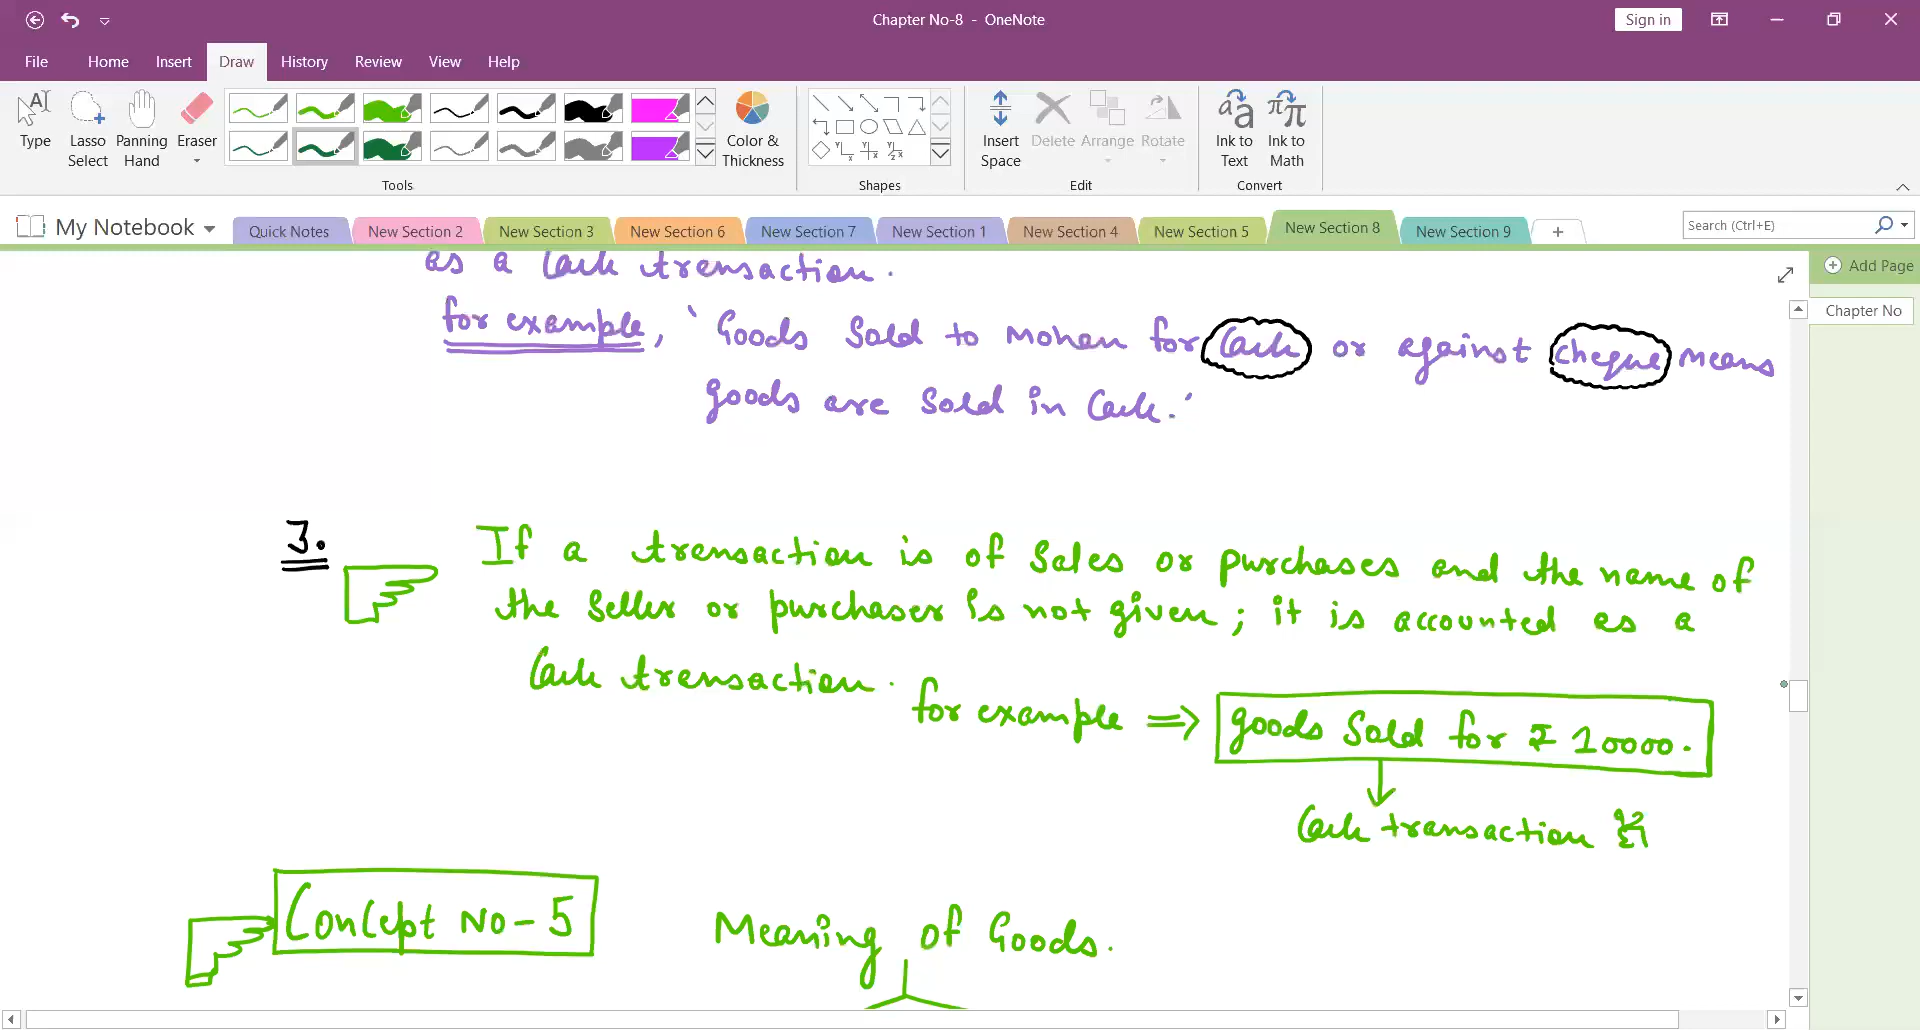 Chapter No-8 - OneNote
Sign in
File Home Insert Draw History Review View Help
Type
Lasso Select
Panning Hand
Eraser
Color & Thickness
Insert Space
Delete
Arrange
Rotate
Ink to Text
Ink to Math
Tools
Shapes
Edit
Convert
My Notebook
Quick Notes
New Section 2
New Section 3
New Section 6
New Section 7
New Section 1
New Section 4
New Section 5
New Section 8
New Section 9
Search (Ctrl+E)
Add Page
Chapter No
as a Cash transaction.
for example, ' Goods Sold to Mohan for Cash or against cheque means
goods are Sold in Cash.'
3.
If a transaction is of Sales or purchases and the name of
the Seller or purchaser is not given; it is accounted as a
Cash transaction.
for example ⇒ goods Sold for ₹ 10000.
Cash transaction है
Concept No-5
Meaning of Goods.